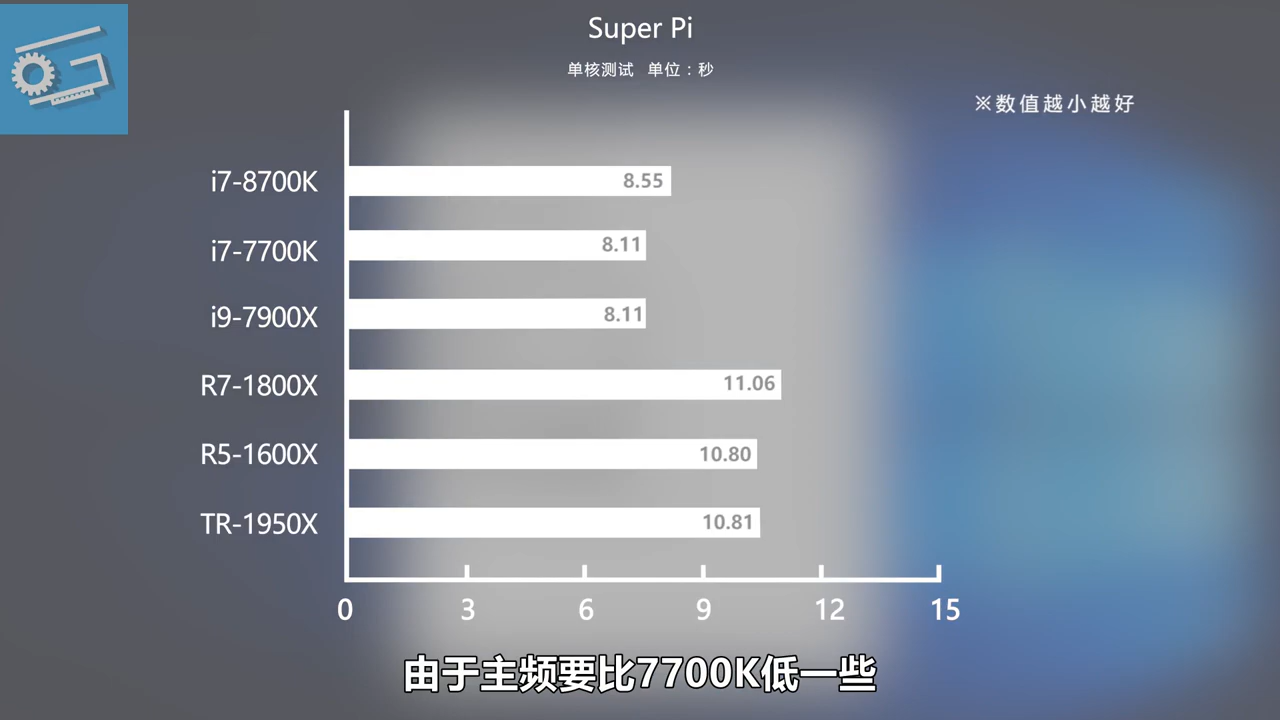 Super Pi
单核测试 单位：秒
※数值越小越好
i7-8700K 8.55
i7-7700K 8.11
i9-7900X 8.11
R7-1800X 11.06
R5-1600X 10.80
TR-1950X 10.81
0 3 6 9 12 15
由于主频要比7700K低一些